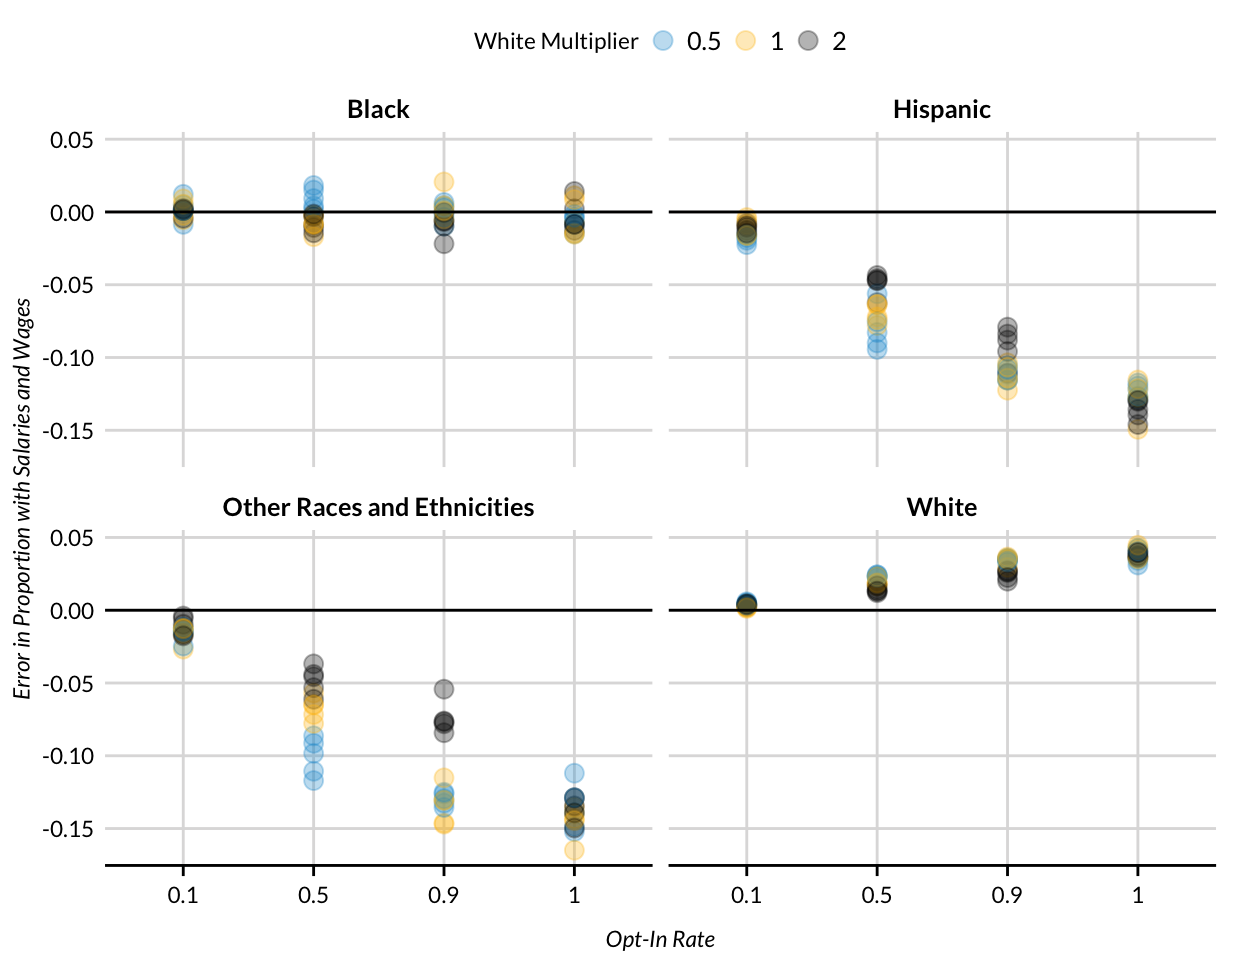 White Multiplier 0.5 1 2
Black
Hispanic
0.05
0.00
-0.05
-0.10
-0.15
Other Races and Ethnicities
White
0.05
0.00
-0.05
-0.10
-0.15
Error in Proportion with Salaries and Wages
0.1 0.5 0.9 1
0.1 0.5 0.9 1
Opt-In Rate